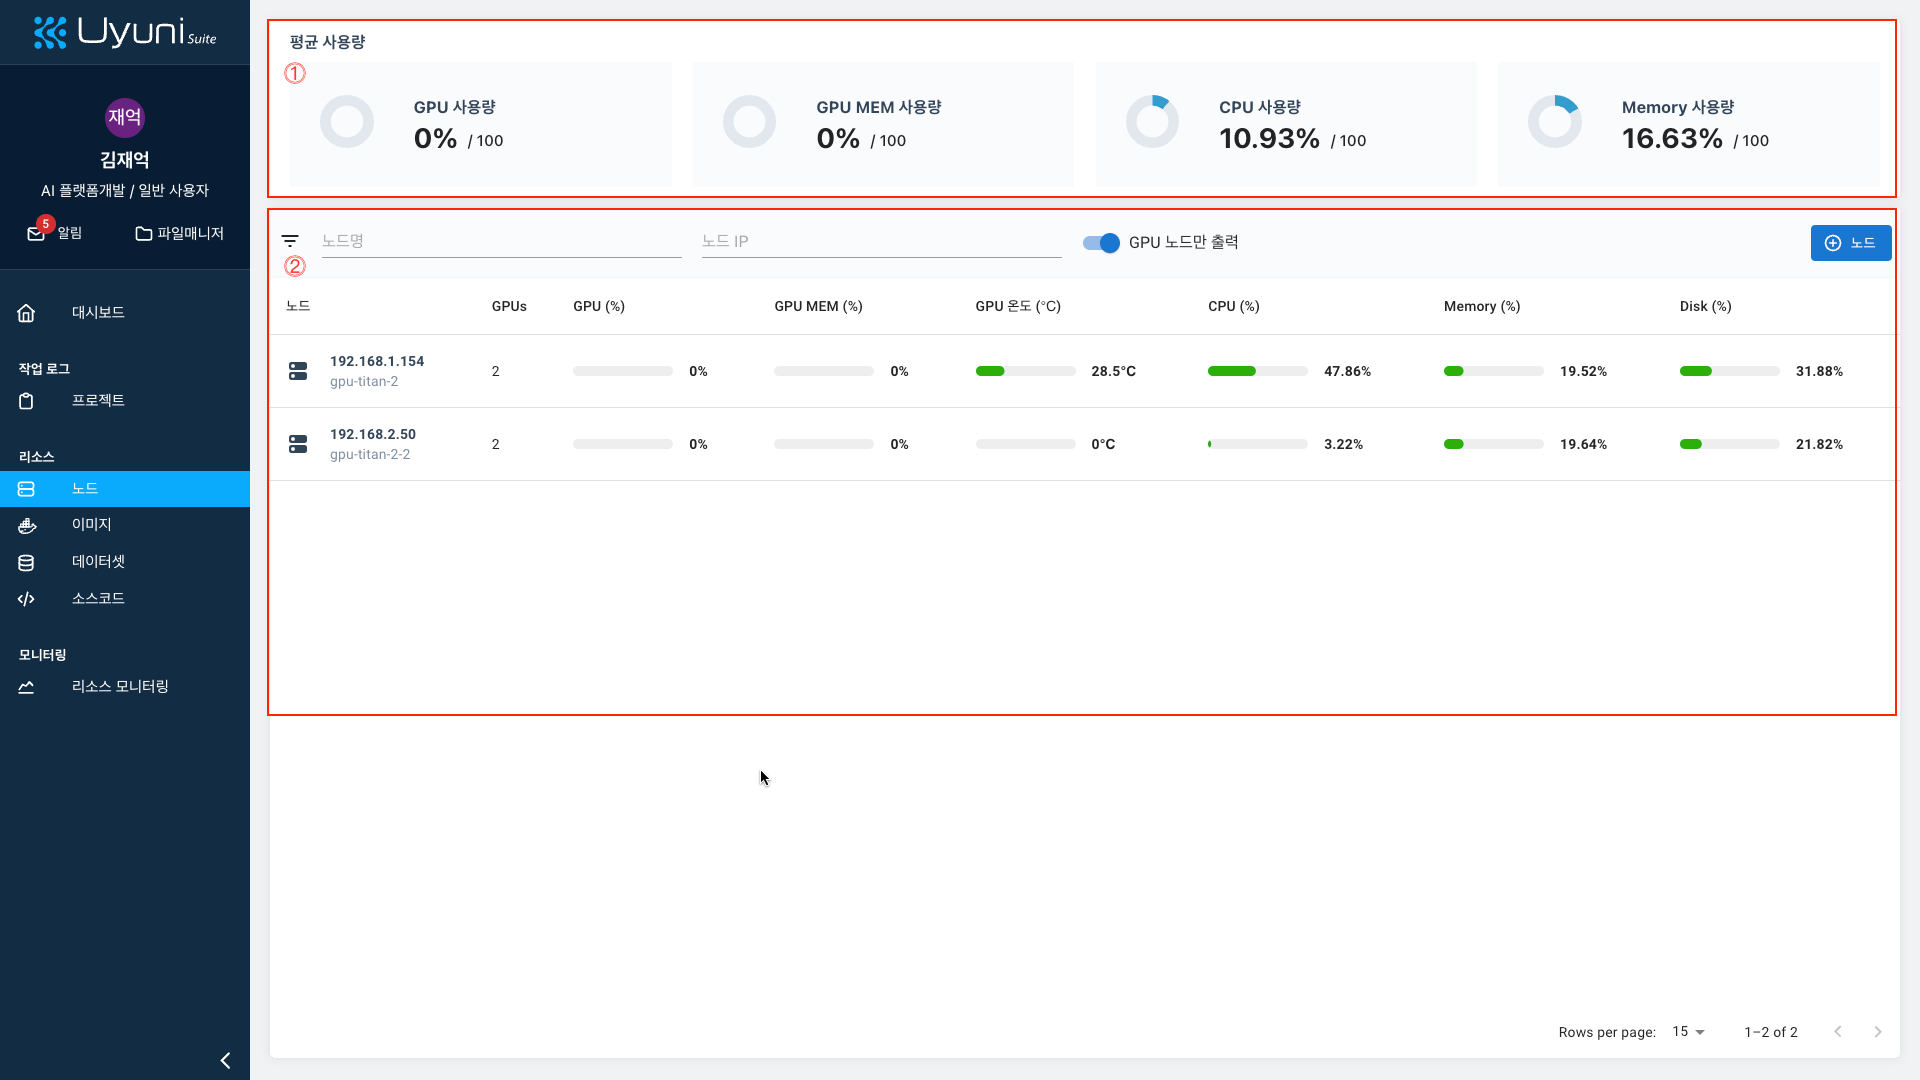 Uyuni Suite
재억
김재억
AI 플랫폼개발 / 일반 사용자
5
알림
파일매니저
대시보드
작업 로그
프로젝트
리소스
노드
이미지
데이터셋
소스코드
모니터링
리소스 모니터링
평균 사용량
①
GPU 사용량
0% / 100
GPU MEM 사용량
0% / 100
CPU 사용량
10.93% / 100
Memory 사용량
16.63% / 100
노드명
노드 IP
GPU 노드만 출력
노드
②
노드 GPUs GPU (%) GPU MEM (%) GPU 온도 (°C) CPU (%) Memory (%) Disk (%)
192.168.1.154
gpu-titan-2
2 0% 0% 28.5°C 47.86% 19.52% 31.88%
192.168.2.50
gpu-titan-2-2
2 0% 0% 0°C 3.22% 19.64% 21.82%
Rows per page: 15 1–2 of 2